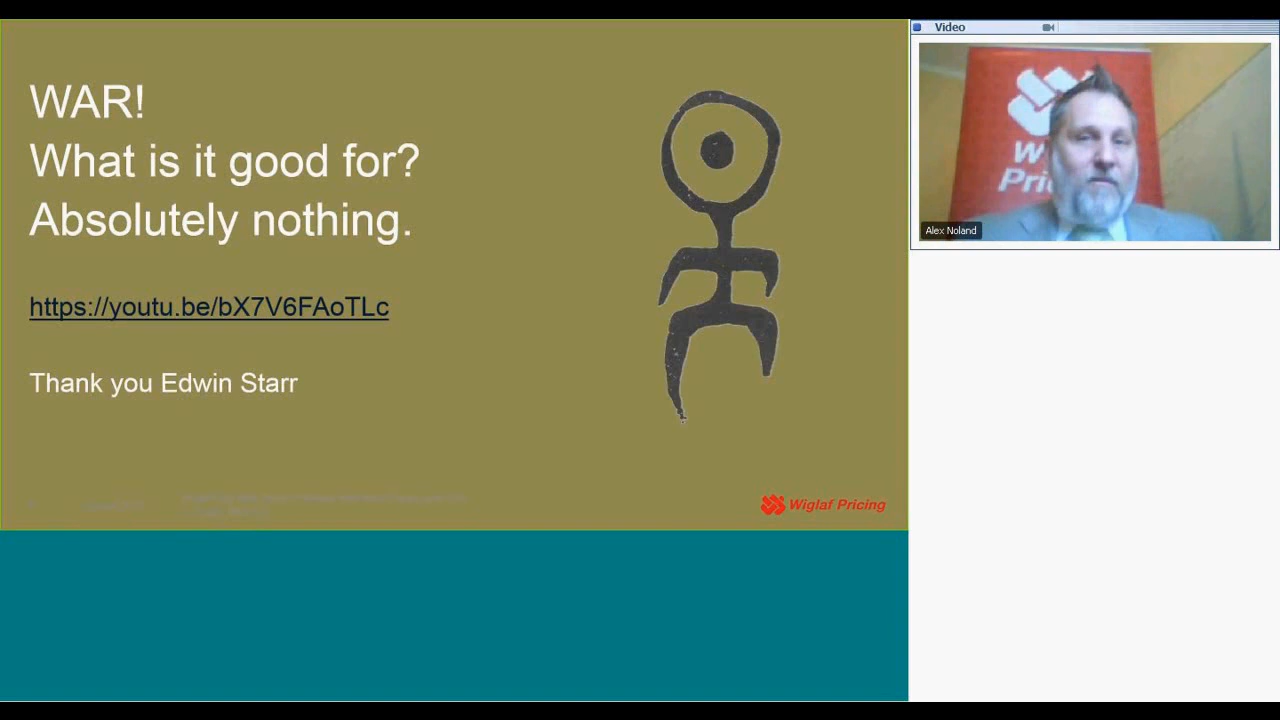 WAR!
What is it good for?
Absolutely nothing.
https://youtu.be/bX7V6FAoTLc
Thank you Edwin Starr
Wiglaf Pricing
Video
Alex Noland